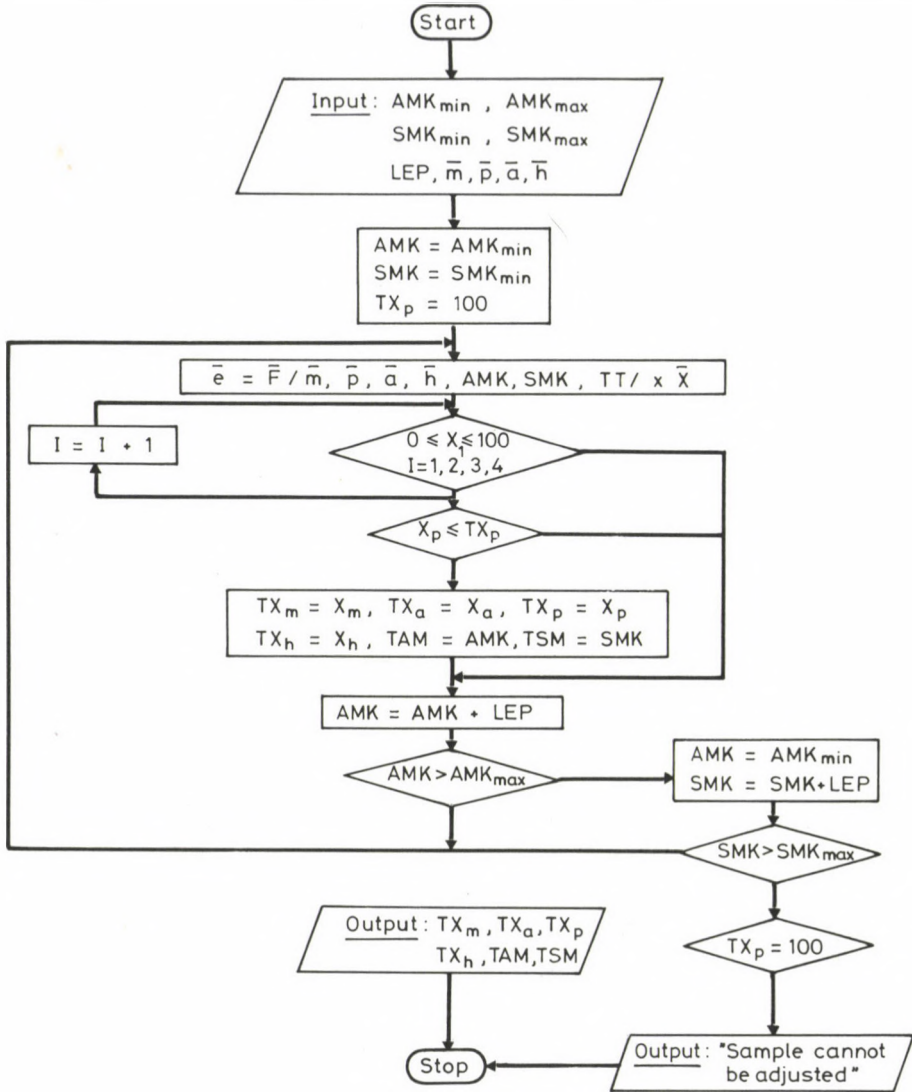 Start
Input : AMKmin , AMKmax
SMKmin , SMKmax
LEP, m̅, p̅, a̅, h̅
AMK = AMKmin
SMK = SMKmin
TXp = 100
e̅ = F̅ / m̅, p̅, a̅, h̅, AMK, SMK, TT/ x X̅
I = I + 1
0 ≤ X1 ≤ 100
I=1, 2, 3, 4
Xp ≤ TXp
TXm = Xm, TXa = Xa, TXp = Xp
TXh = Xh, TAM = AMK, TSM = SMK
AMK = AMK + LEP
AMK > AMKmax
AMK = AMKmin
SMK = SMK+LEP
SMK > SMKmax
Output : TXm, TXa, TXp
TXh, TAM, TSM
TXp = 100
Stop
Output : "Sample cannot
be adjusted"